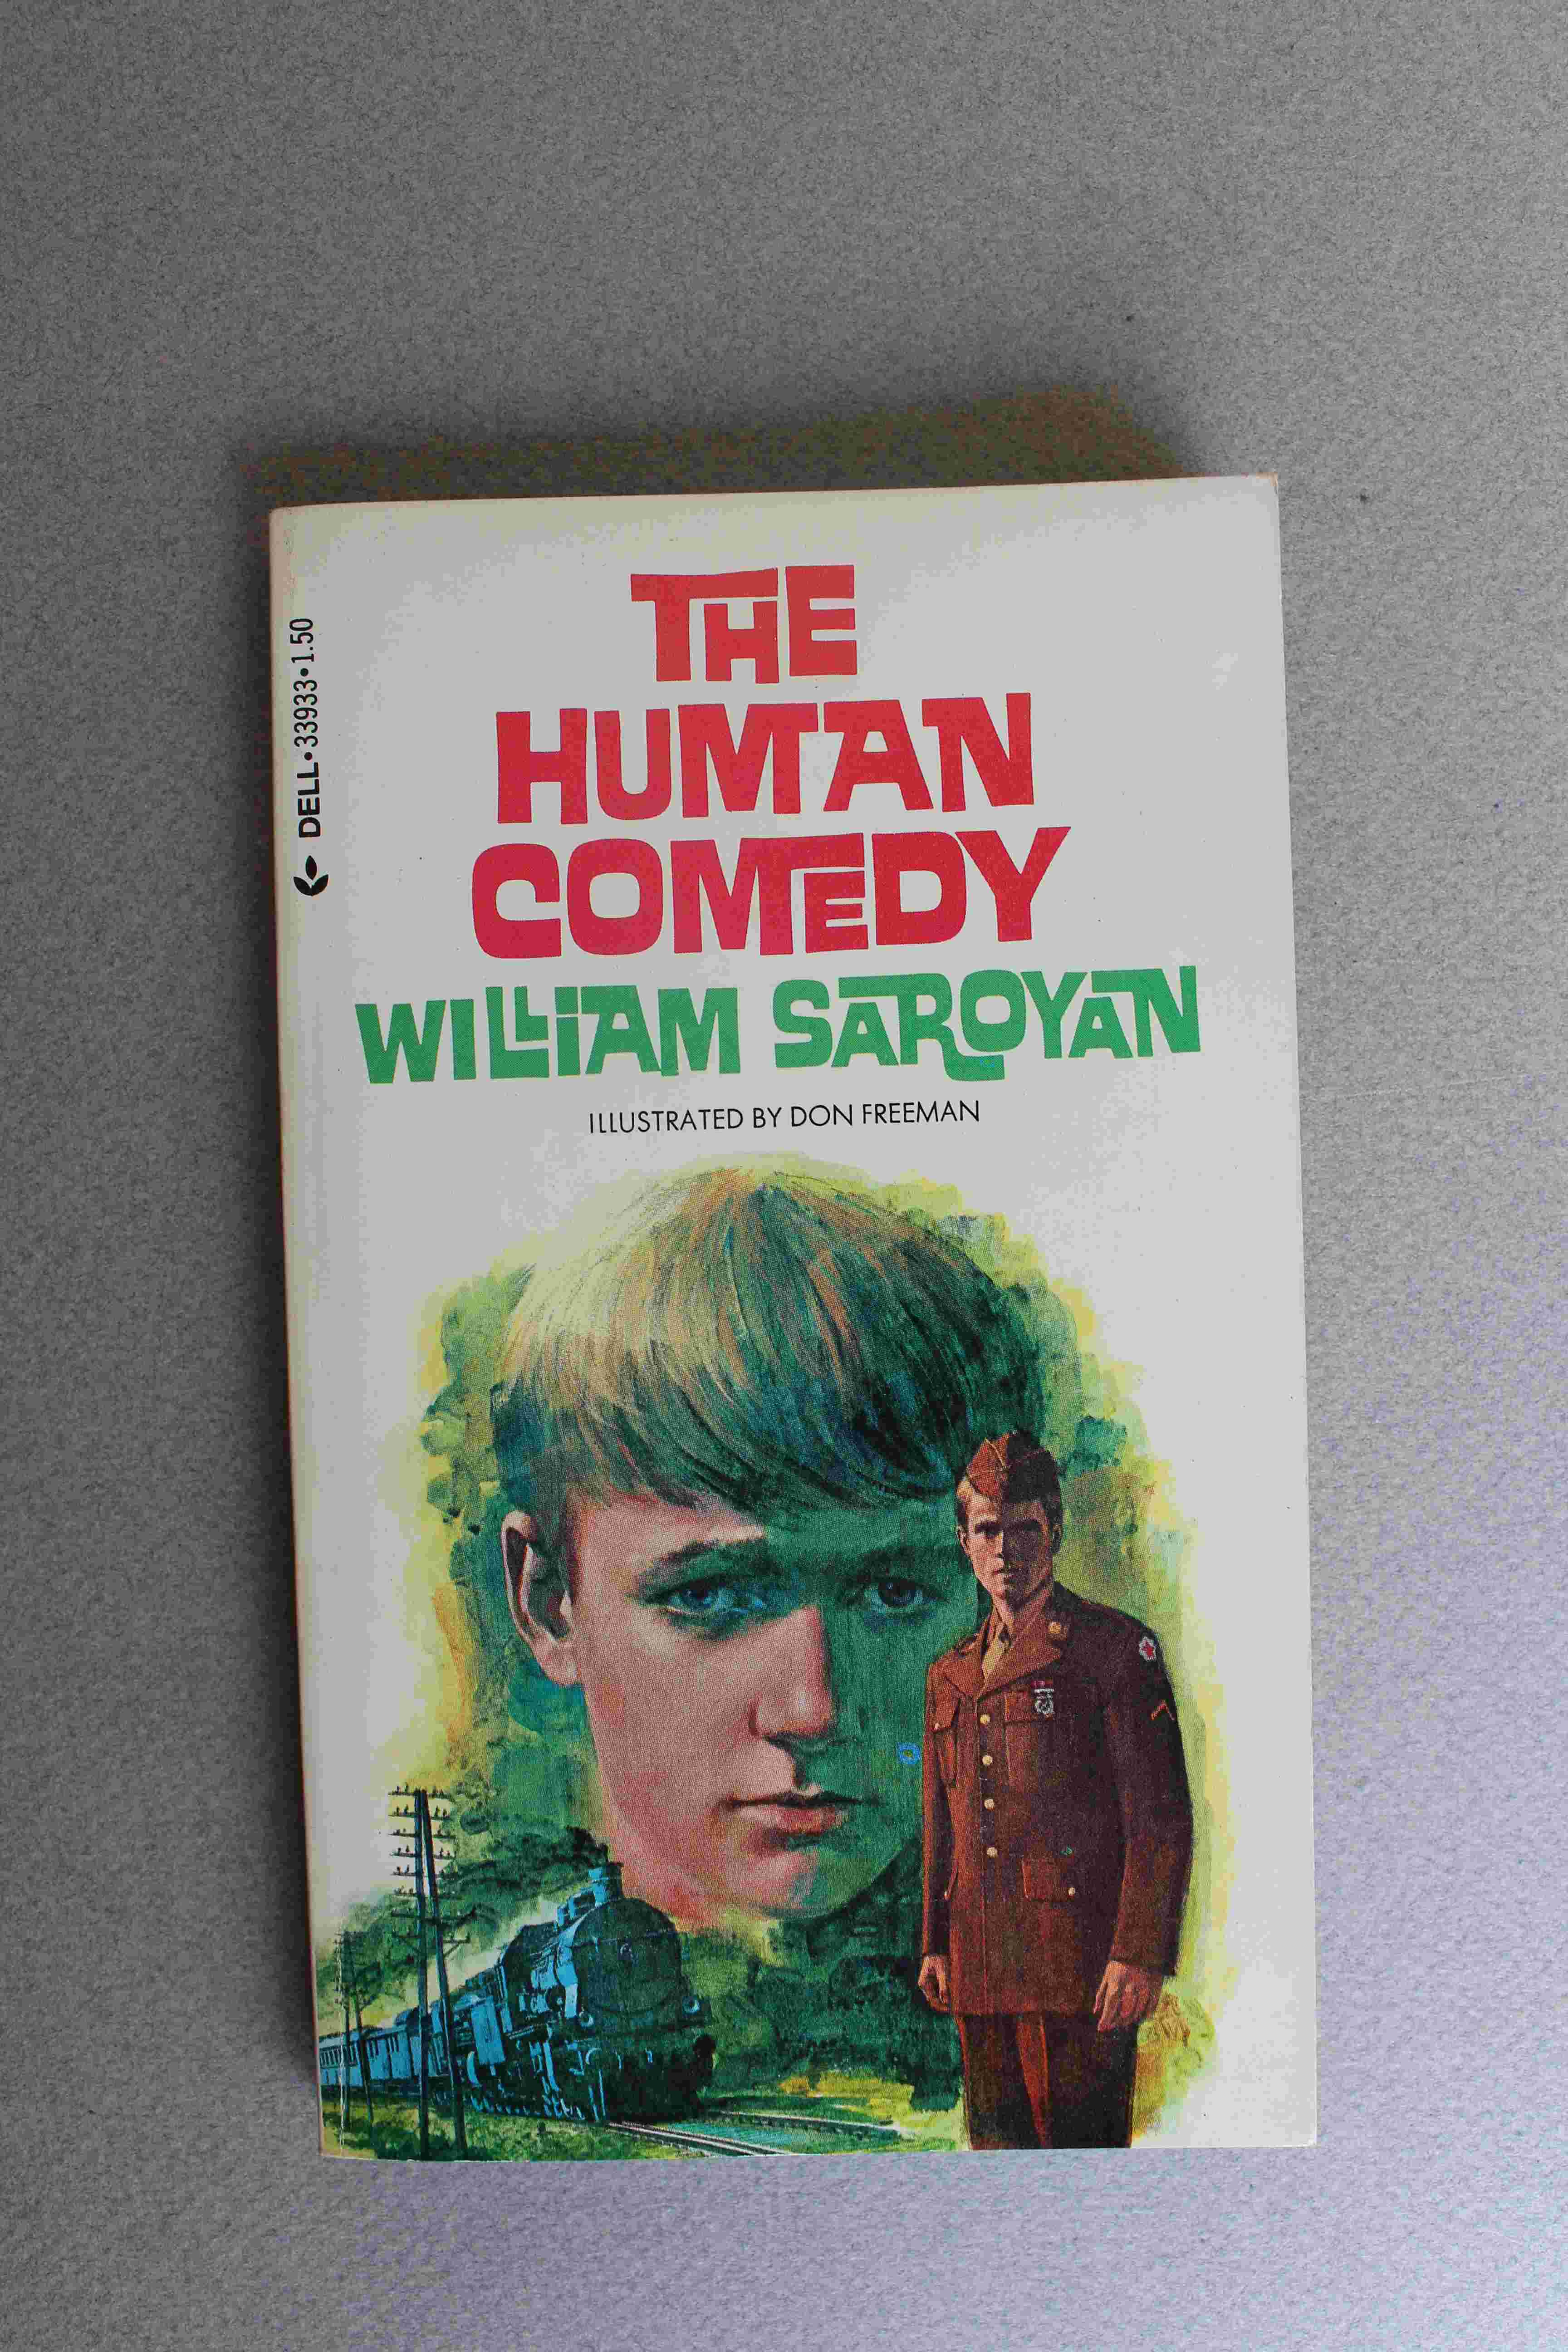 DELL•33933•1.50
THE
HUMAN
COMEDY
WILLIAM SAROYAN
ILLUSTRATED BY DON FREEMAN